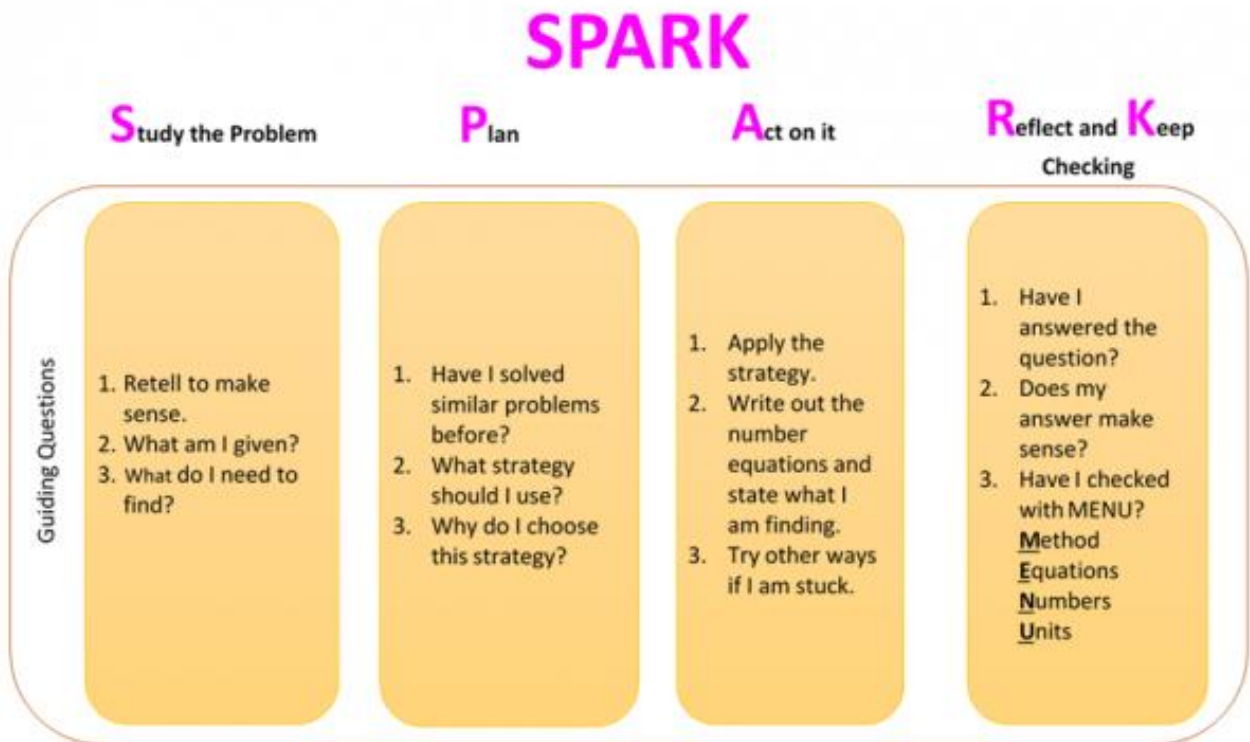 SPARK
Study the Problem
Plan
Act on it
Reflect and Keep
Checking
Guiding Questions
1. Retell to make
sense.
2. What am I given?
3. What do I need to
find?
1. Have I solved
similar problems
before?
2. What strategy
should I use?
3. Why do I choose
this strategy?
1. Apply the
strategy.
2. Write out the
number
equations and
state what I
am finding.
3. Try other ways
if I am stuck.
1. Have I
answered the
question?
2. Does my
answer make
sense?
3. Have I checked
with MENU?
Method
Equations
Numbers
Units